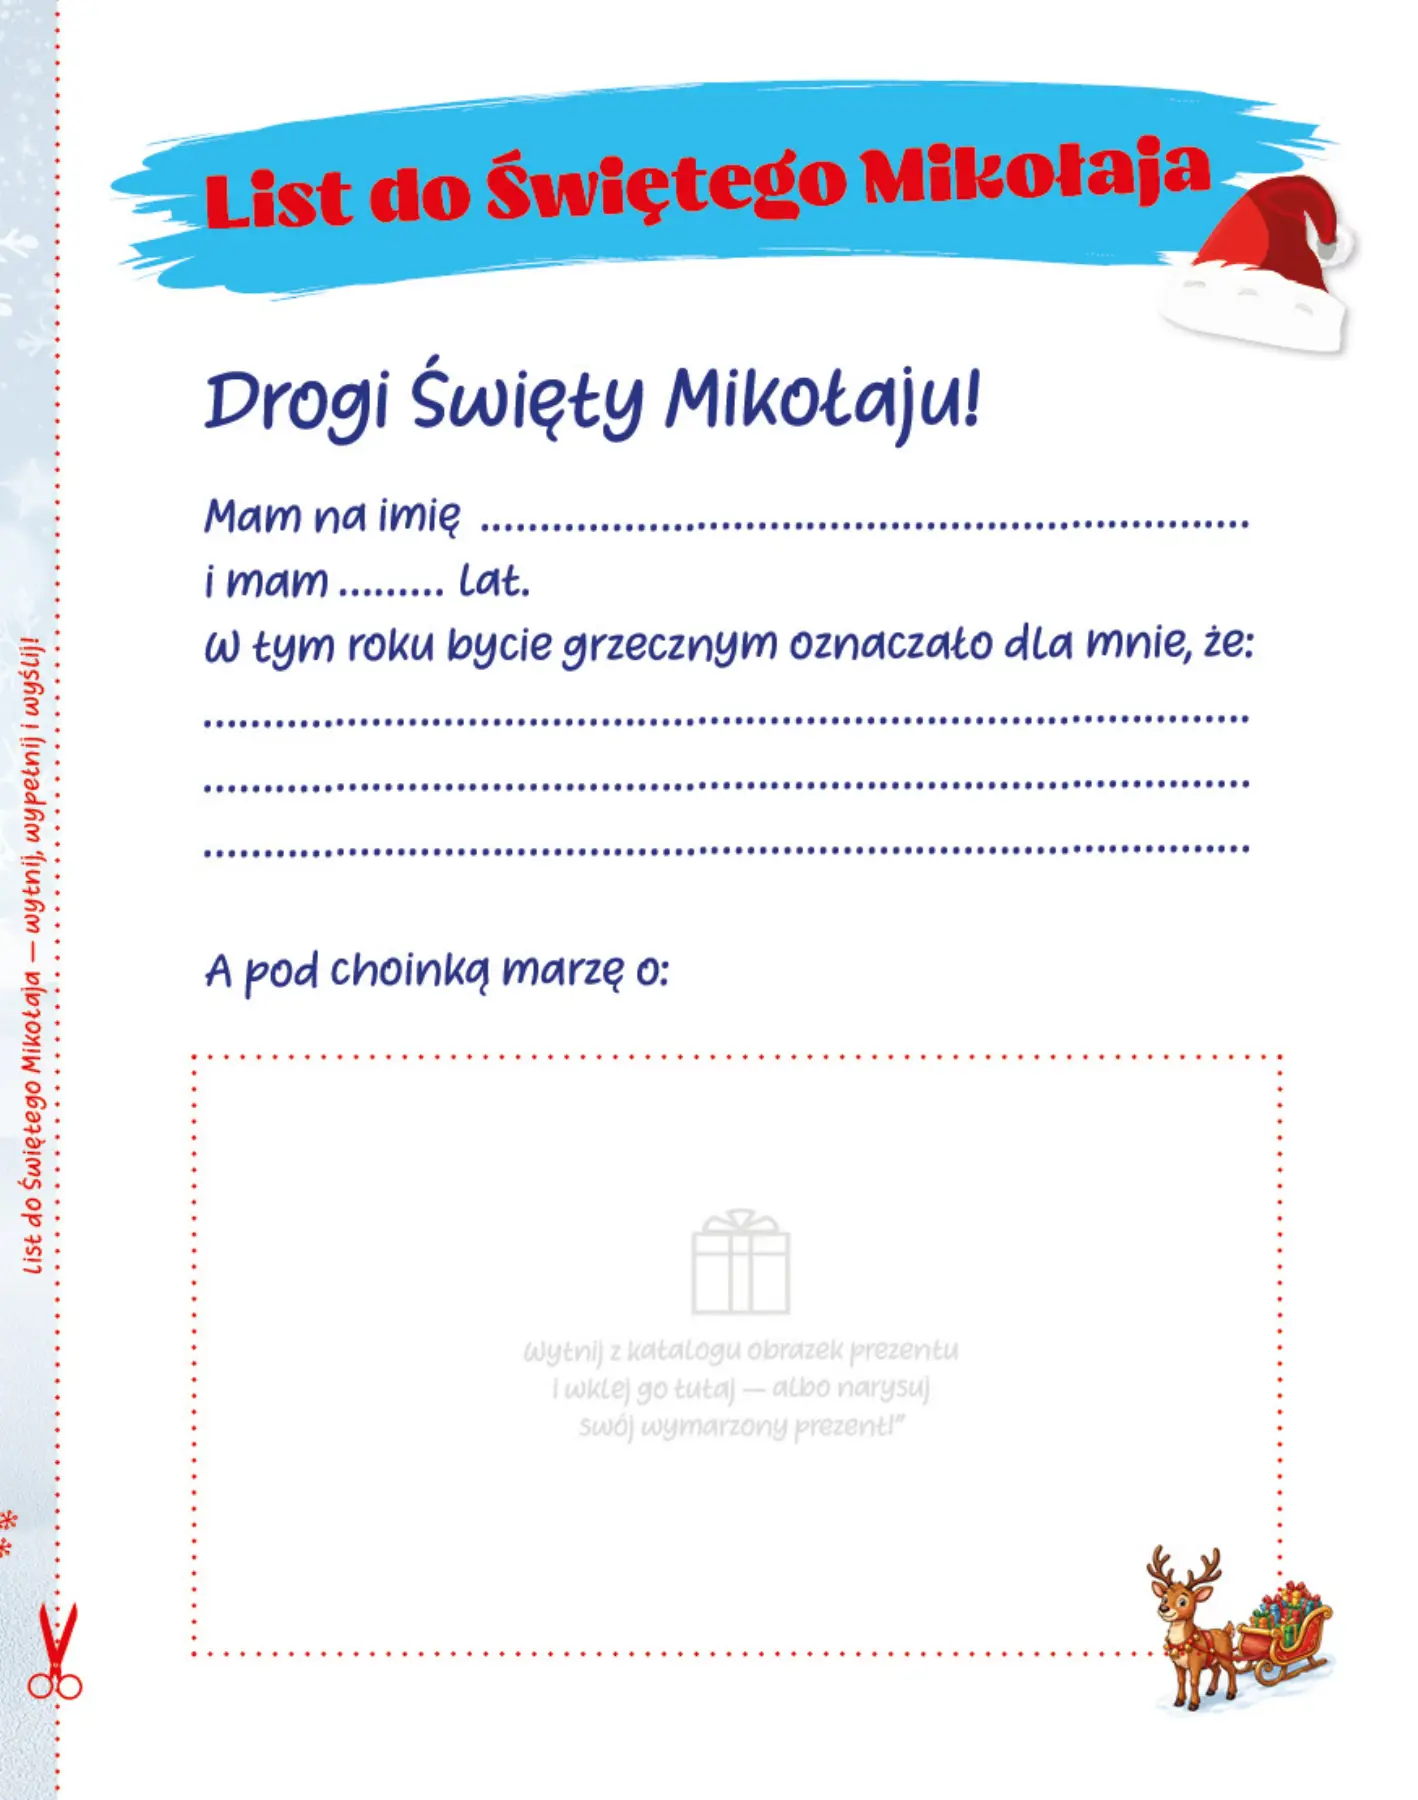 List do Świętego Mikołaja
Drogi Święty Mikołaju!
Mam na imię ................................................................
i mam ......... lat.
W tym roku bycie grzecznym oznaczało dla mnie, że:
................................................................................
................................................................................
................................................................................
A pod choinką marzę o:
Wytnij z katalogu obrazek prezentu
i wklej go tutaj — albo narysuj
swój wymarzony prezent!”
List do Świętego Mikołaja — wytnij, wypełnij i wyślij!